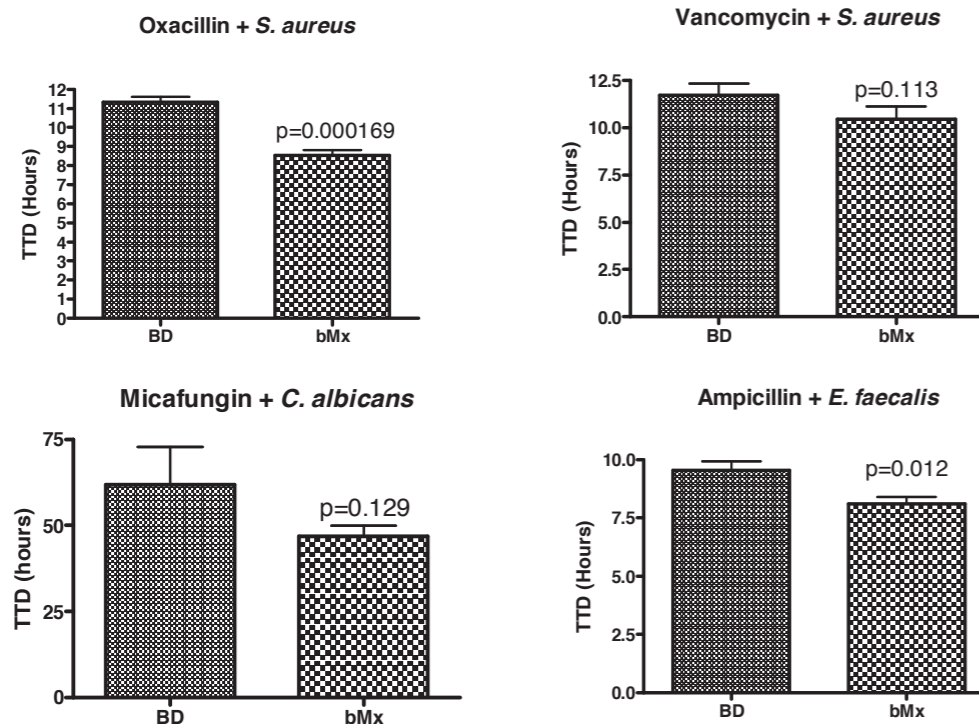 Oxacillin + S. aureus
TTD (Hours)
12
11
10
9
8
7
6
5
4
3
2
1
0
p=0.000169
BD
bMx
Vancomycin + S. aureus
TTD (Hours)
12.5
10.0
7.5
5.0
2.5
0.0
p=0.113
BD
bMx
Micafungin + C. albicans
TTD (hours)
75
50
25
0
p=0.129
BD
bMx
Ampicillin + E. faecalis
TTD (Hours)
10.0
7.5
5.0
2.5
0.0
p=0.012
BD
bMx